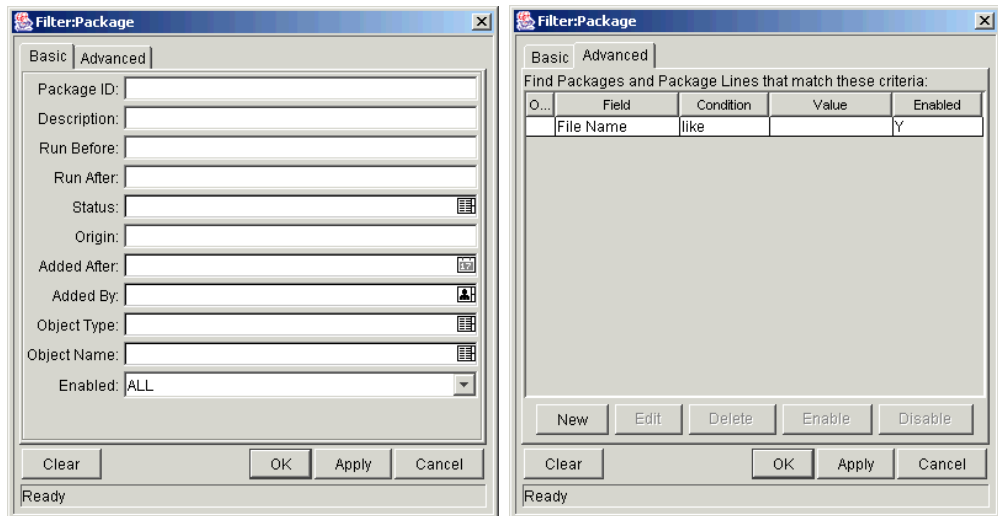 Filter:Package
Basic Advanced
Package ID:
Description:
Run Before:
Run After:
Status:
Origin:
Added After: 17
Added By:
Object Type:
Object Name:
Enabled: ALL
Clear OK Apply Cancel
Ready
Filter:Package
Basic Advanced
Find Packages and Package Lines that match these criteria:
O... Field Condition Value Enabled
File Name like Y
New Edit Delete Enable Disable
Clear OK Apply Cancel
Ready